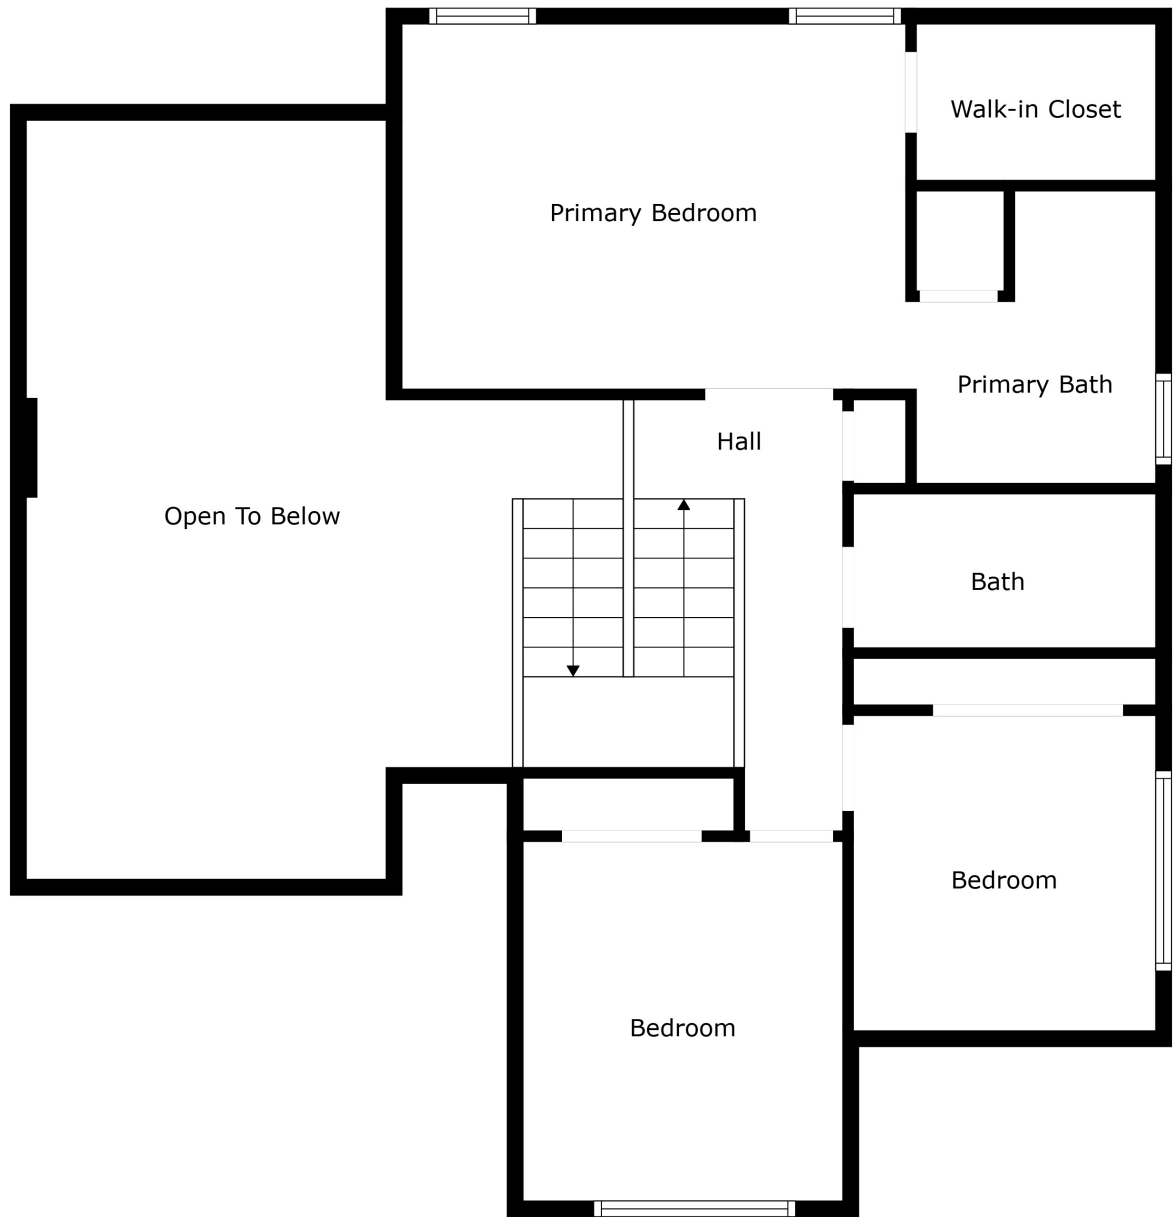 Walk-in Closet
Primary Bedroom
Primary Bath
Hall
Open To Below
Bath
Bedroom
Bedroom